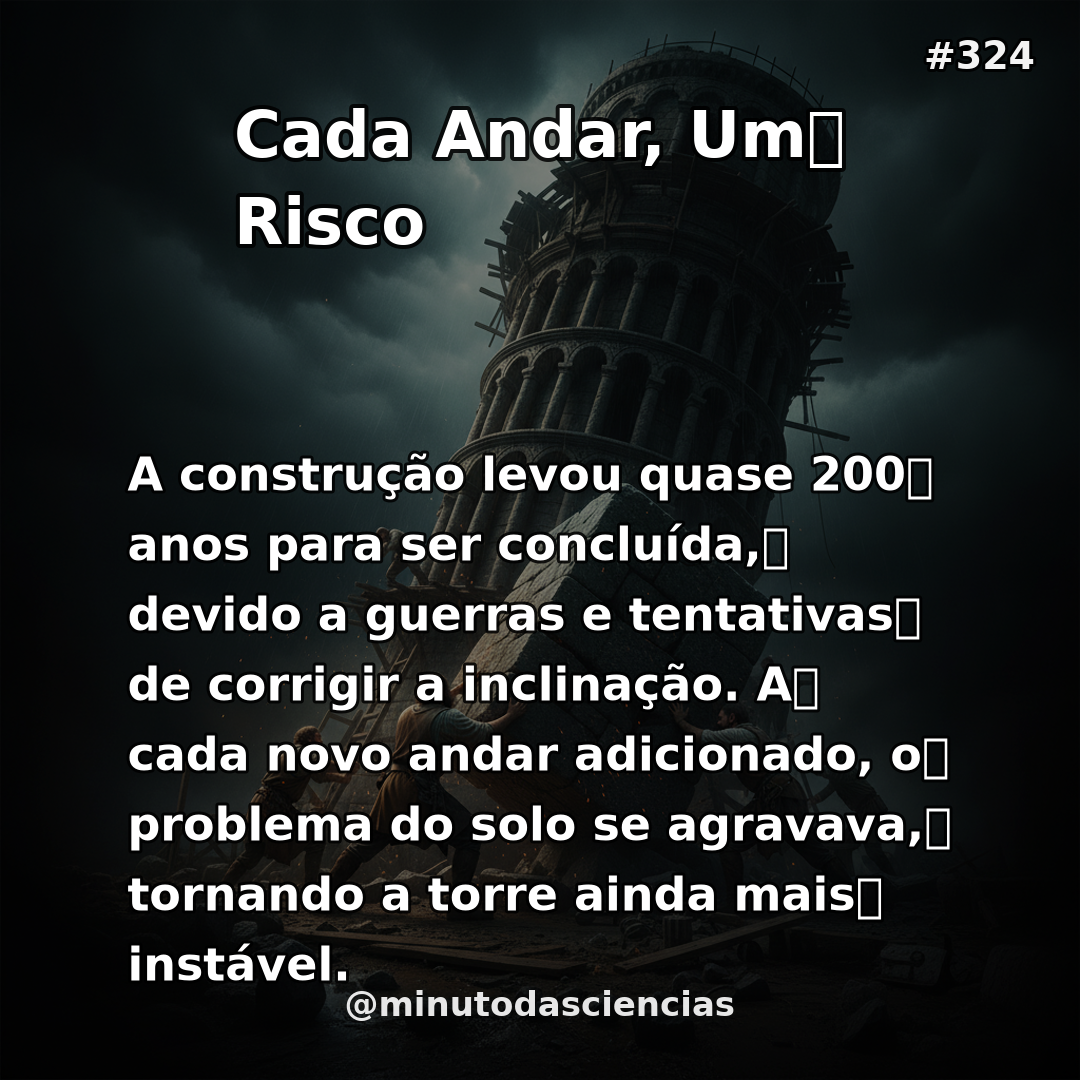 #324
Cada Andar, Um▯
Risco
A construção levou quase 200▯
anos para ser concluída,▯
devido a guerras e tentativas▯
de corrigir a inclinação. A▯
cada novo andar adicionado, o▯
problema do solo se agravava,▯
tornando a torre ainda mais▯
instável.
@minutodasciencias